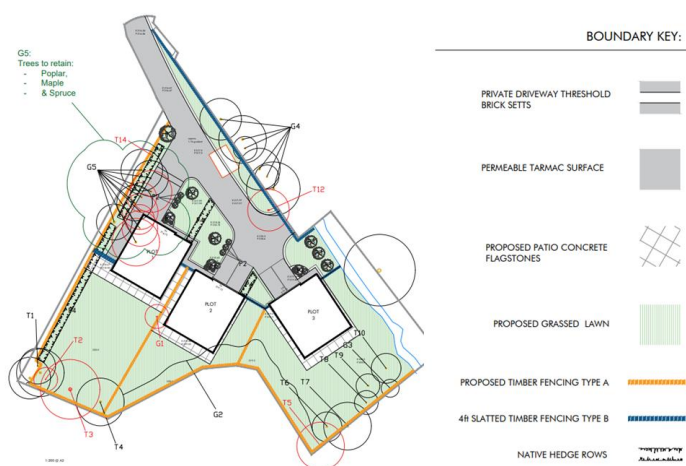 BOUNDARY KEY:
G5:
Trees to retain:
- Poplar,
- Maple
- & Spruce
PRIVATE DRIVEWAY THRESHOLD
BRICK SETTS
PERMEABLE TARMAC SURFACE
PROPOSED PATIO CONCRETE
FLAGSTONES
PROPOSED GRASSED LAWN
PROPOSED TIMBER FENCING TYPE A
4ft SLATTED TIMBER FENCING TYPE B
NATIVE HEDGE ROWS
G4
T14
G5
T12
PLOT
PLOT
2
PLOT
3
T1
T2
G1
T10
G3
T9
T8
T7
T6
T5
G2
T3
T4